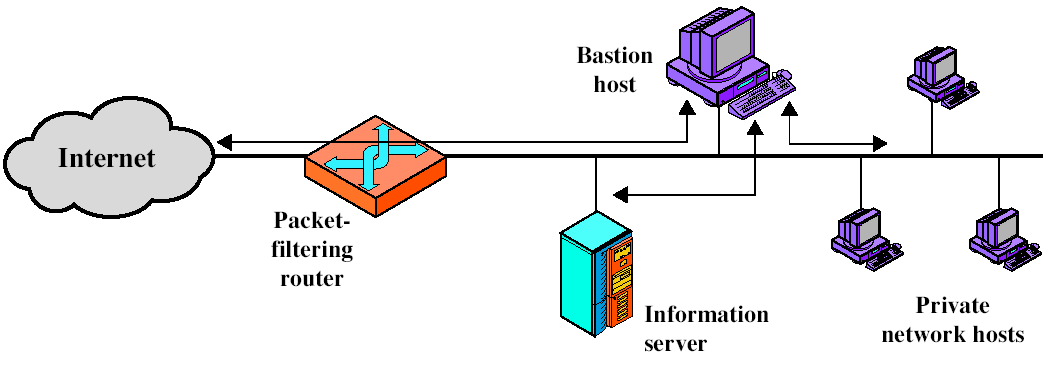 Bastion
host
Internet
Packet-
filtering
router
Information
server
Private
network hosts